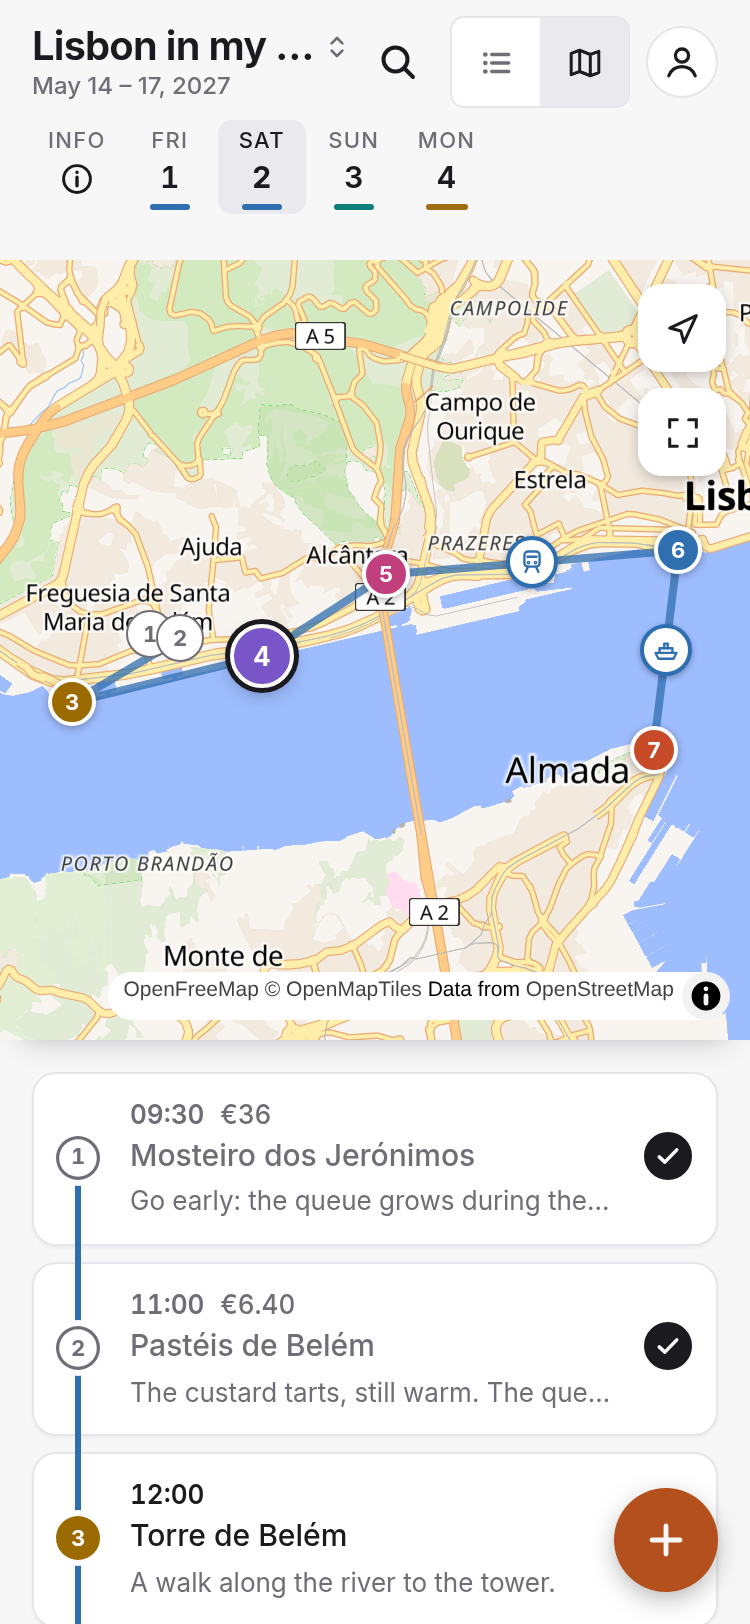 Lisbon in my ...
May 14 – 17, 2027
INFO
FRI
1
SAT
2
SUN
3
MON
4
CAMPOLIDE
A 5
Campo de
Ourique
Estrela
Lisb
PRAZERES
Ajuda
Alcântara
A 2
Freguesia de Santa
Maria de Belém
1
2
3
4
5
6
7
Almada
PORTO BRANDÃO
A 2
Monte de
OpenFreeMap © OpenMapTiles Data from OpenStreetMap
1
09:30 €36
Mosteiro dos Jerónimos
Go early: the queue grows during the...
2
11:00 €6.40
Pastéis de Belém
The custard tarts, still warm. The que...
3
12:00
Torre de Belém
A walk along the river to the tower.